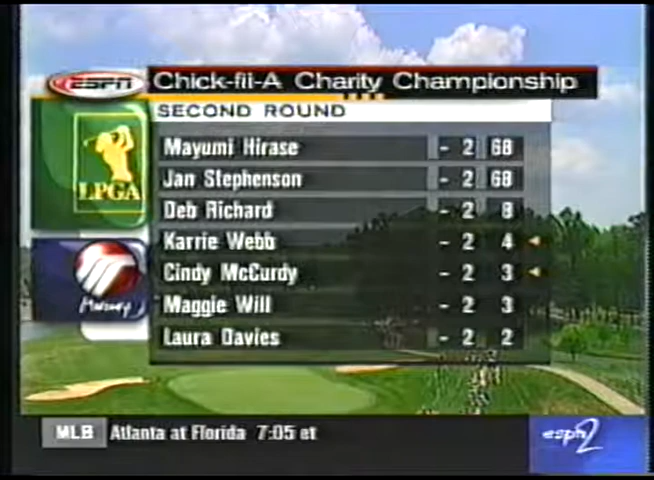 ESPN Chick-fil-A Charity Championship
SECOND ROUND
LPGA
Mercury
Mayumi Hirase - 2 68
Jan Stephenson - 2 68
Deb Richard - 2 8
Karrie Webb - 2 4
Cindy McCurdy - 2 3
Maggie Will - 2 3
Laura Davies - 2 2
MLB Atlanta at Florida 7:05 et
espn2